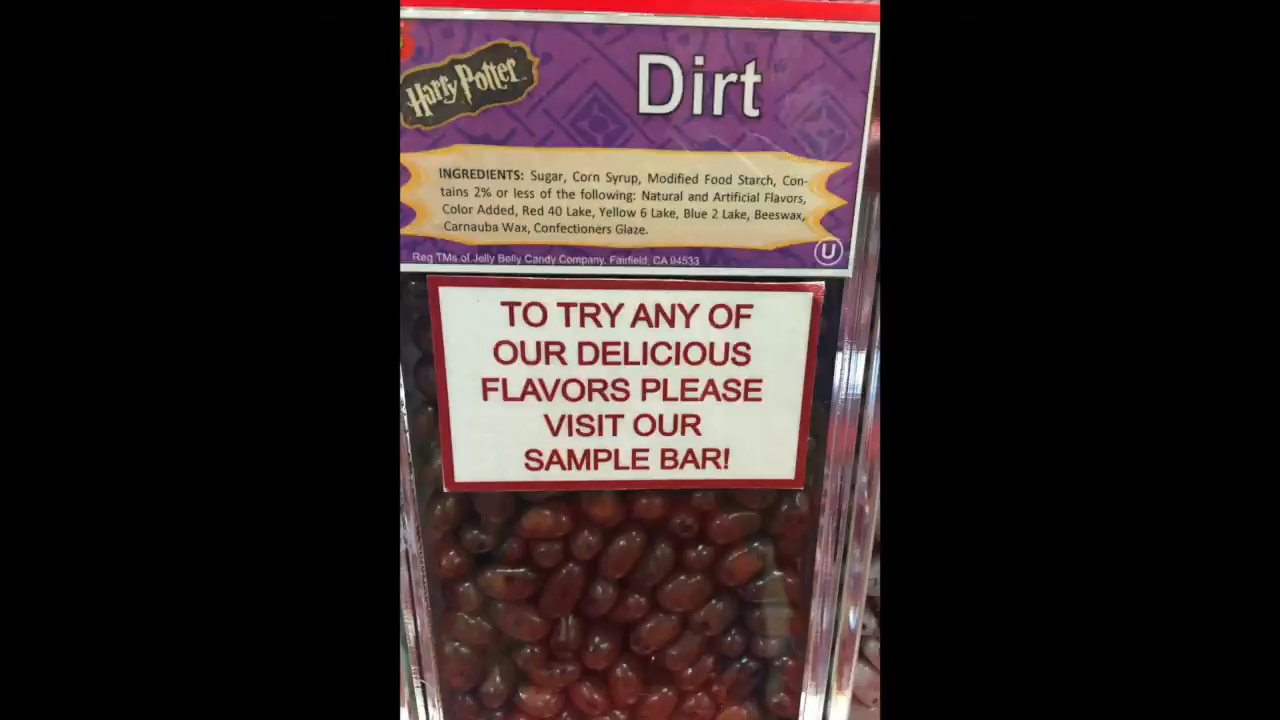 Harry Potter
Dirt
INGREDIENTS: Sugar, Corn Syrup, Modified Food Starch, Con-
tains 2% or less of the following: Natural and Artificial Flavors,
Color Added, Red 40 Lake, Yellow 6 Lake, Blue 2 Lake, Beeswax,
Carnauba Wax, Confectioners Glaze.
Reg TMs of Jelly Belly Candy Company, Fairfield, CA 94533
U
TO TRY ANY OF
OUR DELICIOUS
FLAVORS PLEASE
VISIT OUR
SAMPLE BAR!